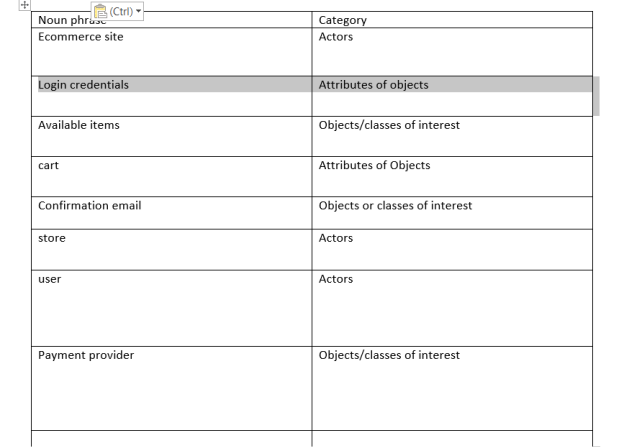 (Ctrl)
Noun phrase Category
Ecommerce site Actors
Login credentials Attributes of objects
Available items Objects/classes of interest
cart Attributes of Objects
Confirmation email Objects or classes of interest
store Actors
user Actors
Payment provider Objects/classes of interest